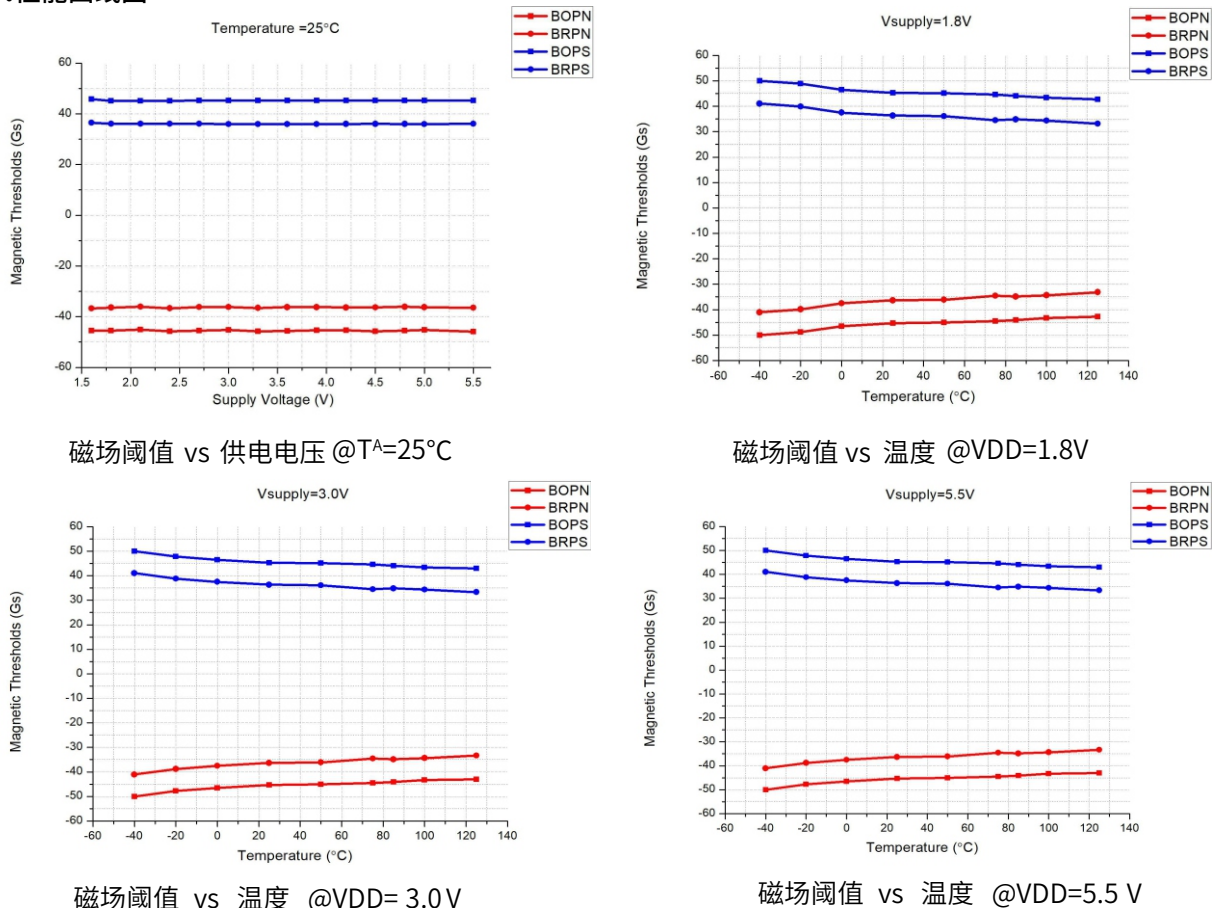 Temperature =25°C
BOPN
BRPN
BOPS
BRPS
60
40
20
0
-20
-40
-60
Magnetic Thresholds (Gs)
1.5 2.0 2.5 3.0 3.5 4.0 4.5 5.0 5.5
Supply Voltage (V)
磁场阈值 vs 供电电压 @Tᴬ=25°C
Vsupply=1.8V
BOPN
BRPN
BOPS
BRPS
60
50
40
30
20
10
0
-10
-20
-30
-40
-50
-60
Magnetic Thresholds (Gs)
-60 -40 -20 0 20 40 60 80 100 120 140
Temperature (°C)
磁场阈值 vs 温度 @VDD=1.8V
Vsupply=3.0V
BOPN
BRPN
BOPS
BRPS
60
50
40
30
20
10
0
-10
-20
-30
-40
-50
-60
Magnetic Thresholds (Gs)
-60 -40 -20 0 20 40 60 80 100 120 140
Temperature (°C)
磁场阈值 vs 温度 @VDD= 3.0 V
Vsupply=5.5V
BOPN
BRPN
BOPS
BRPS
60
50
40
30
20
10
0
-10
-20
-30
-40
-50
-60
Magnetic Thresholds (Gs)
-60 -40 -20 0 20 40 60 80 100 120 140
Temperature (°C)
磁场阈值 vs 温度 @VDD=5.5 V